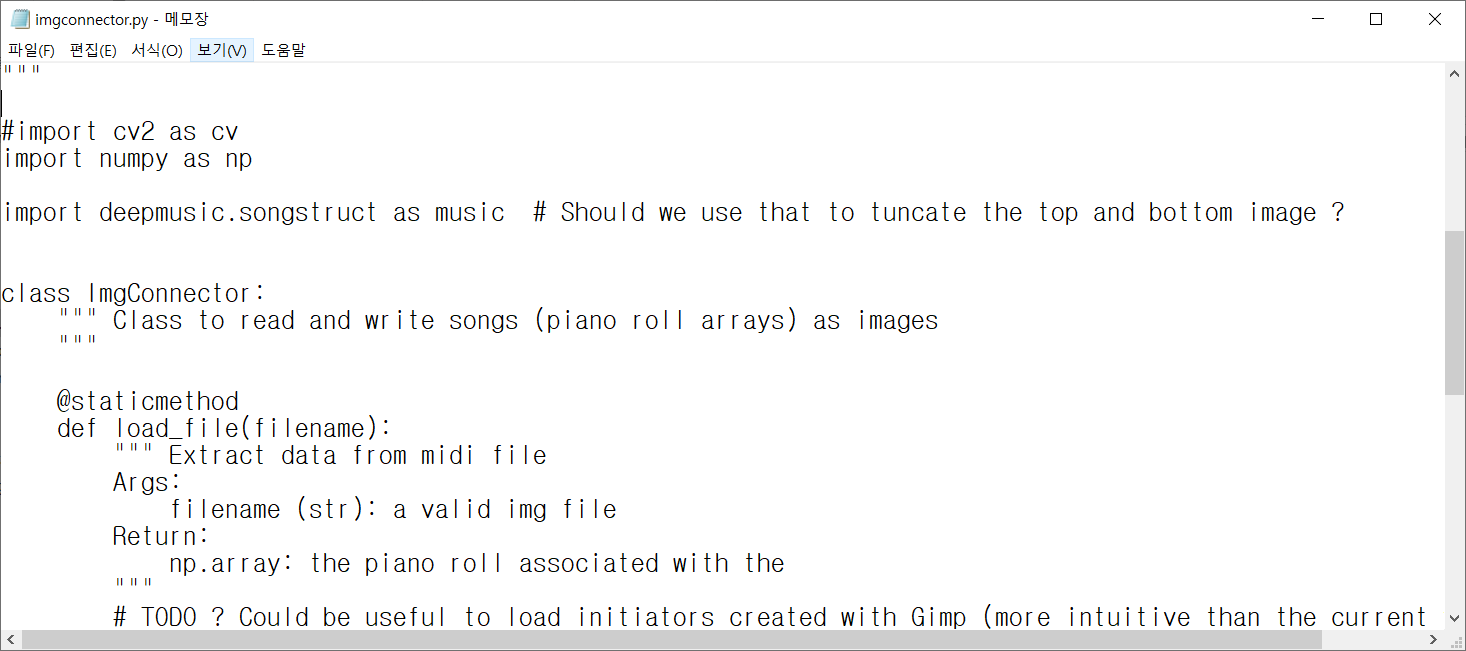 imgconnector.py - 메모장
파일(F) 편집(E) 서식(O) 보기(V) 도움말
"""
#import cv2 as cv
import numpy as np
import deepmusic.songstruct as music  # Should we use that to tuncate the top and bottom image ?
class ImgConnector:
    """ Class to read and write songs (piano roll arrays) as images
    """
    @staticmethod
    def load_file(filename):
        """ Extract data from midi file
        Args:
            filename (str): a valid img file
        Return:
            np.array: the piano roll associated with the
        """
        # TODO ? Could be useful to load initiators created with Gimp (more intuitive than the current